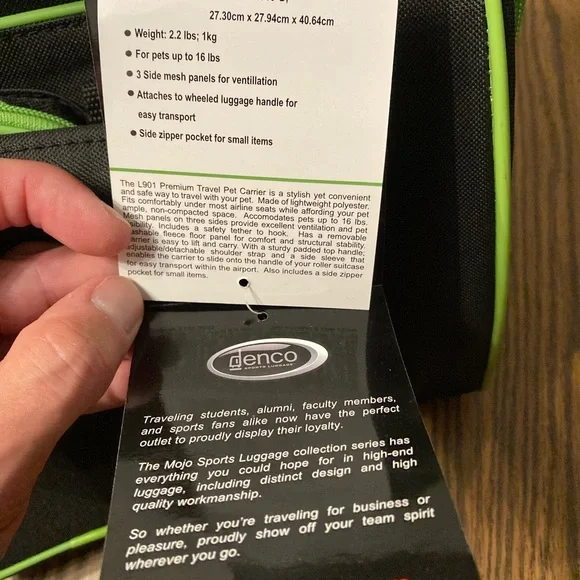 27.30cm x 27.94cm x 40.64cm
• Weight: 2.2 lbs; 1kg
• For pets up to 16 lbs
• 3 Side mesh panels for ventillation
• Attaches to wheeled luggage handle for
easy transport
• Side zipper pocket for small items
The L901 Premium Travel Pet Carrier is a stylish yet convenient
and safe way to travel with your pet. Made of lightweight polyester.
Fits comfortably under most airline seats while affording your pet
ample, non-compressed space. Accomodates pets up to 16 lbs.
Mesh panels on three sides provide excellent ventilation and pet
Includes a safety tether to hook. Has a removable
fleece floor panel for comfort and structural stability.
is easy to lift and carry. With a sturdy padded top handle;
adjustable/detachable shoulder strap and a side sleeve that
enables the carrier to slide onto the handle of your roller suitcase
for easy transport within the airport. Also includes a side zipper
pocket for small items.
denco
SPORTS LUGGAGE
Traveling students, alumni, faculty members,
and sports fans alike now have the perfect
outlet to proudly display their loyalty.
The Mojo Sports Luggage collection series has
everything you could hope for in high-end
luggage, including distinct design and high
quality workmanship.
So whether you're traveling for business or
pleasure, proudly show off your team spirit
wherever you go.